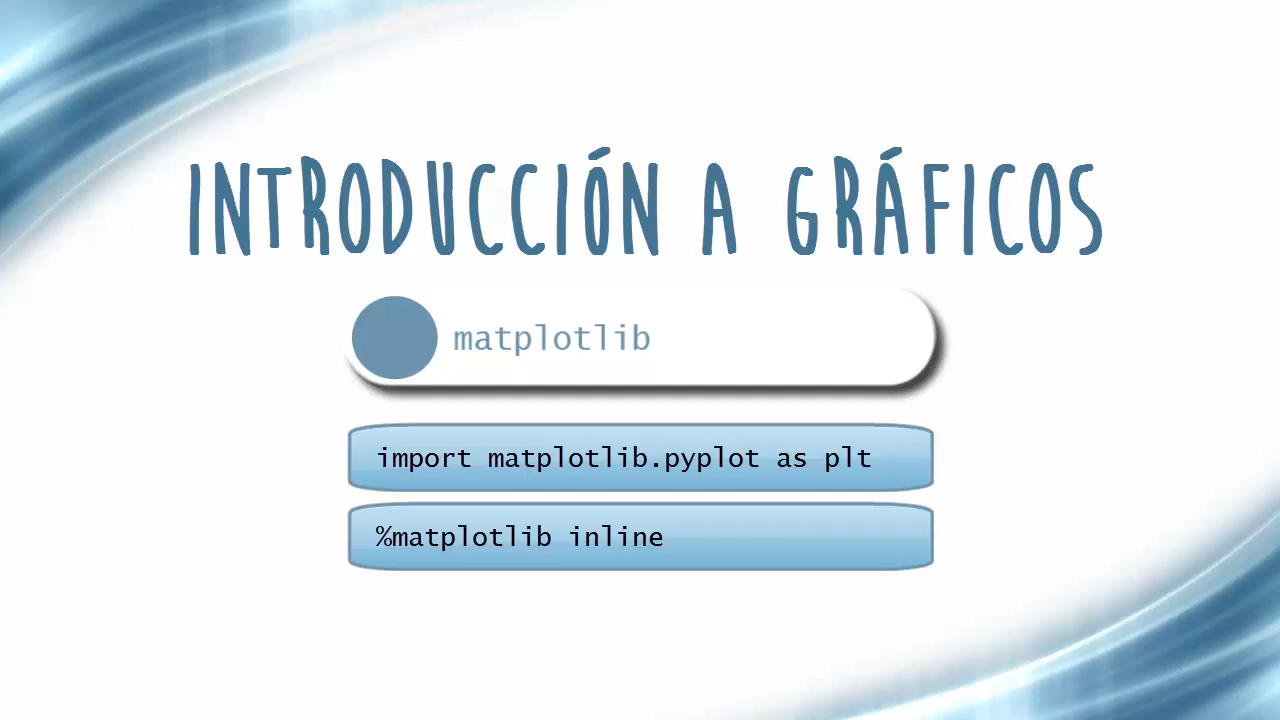 INTRODUCCIÓN A GRÁFICOS
matplotlib
import matplotlib.pyplot as plt
%matplotlib inline